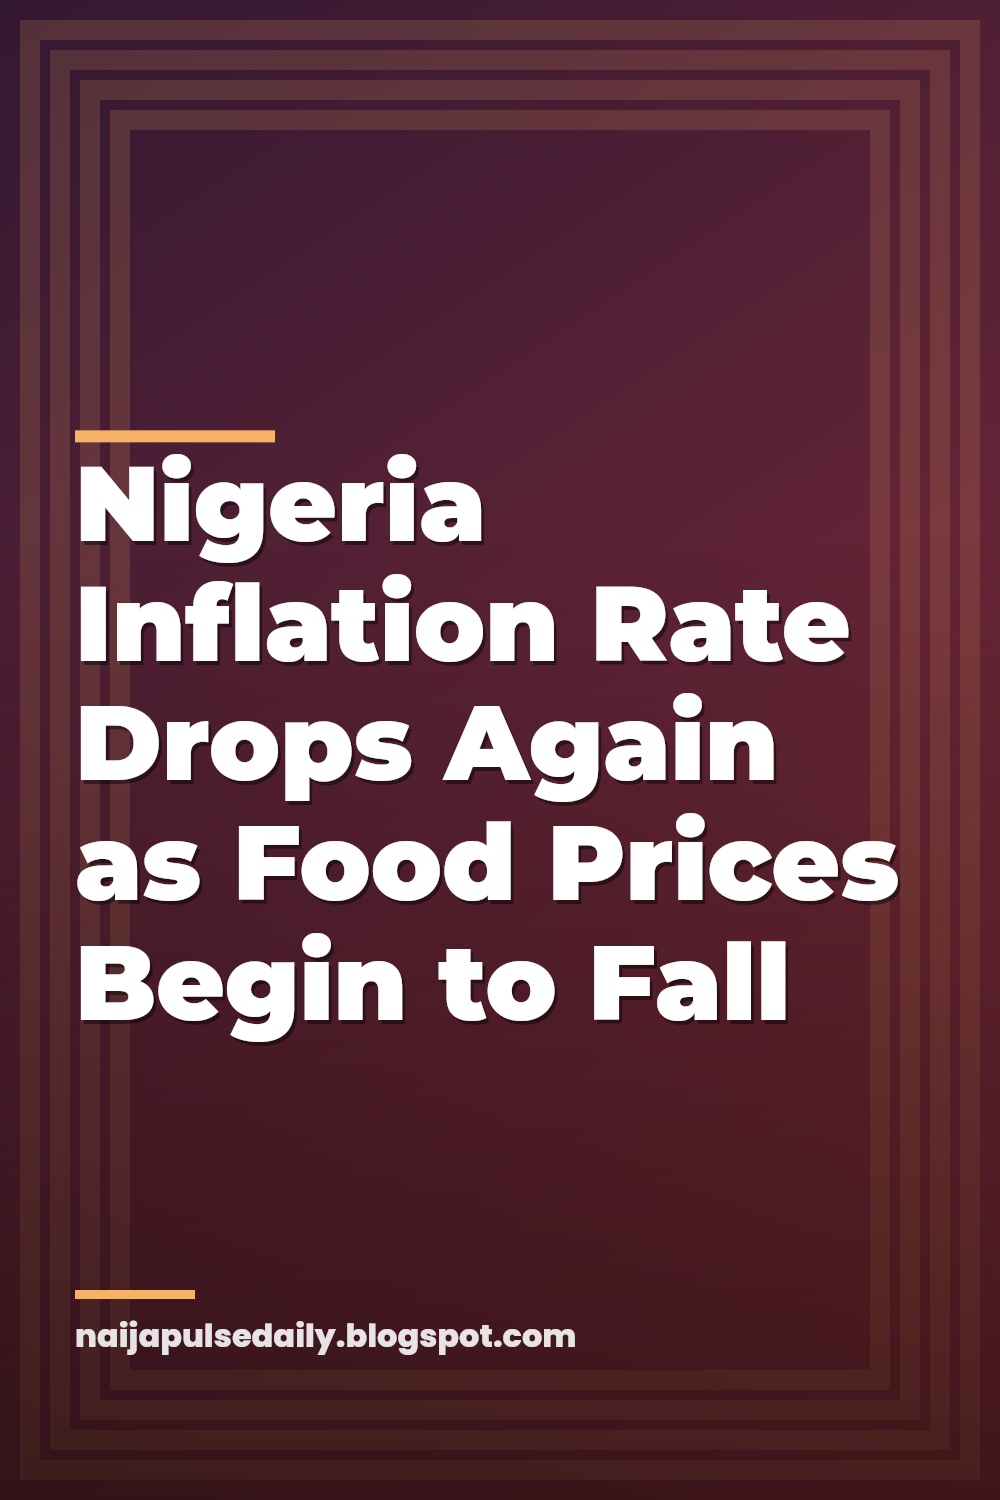 Nigeria
Inflation Rate
Drops Again
as Food Prices
Begin to Fall
naijapulsedaily.blogspot.com